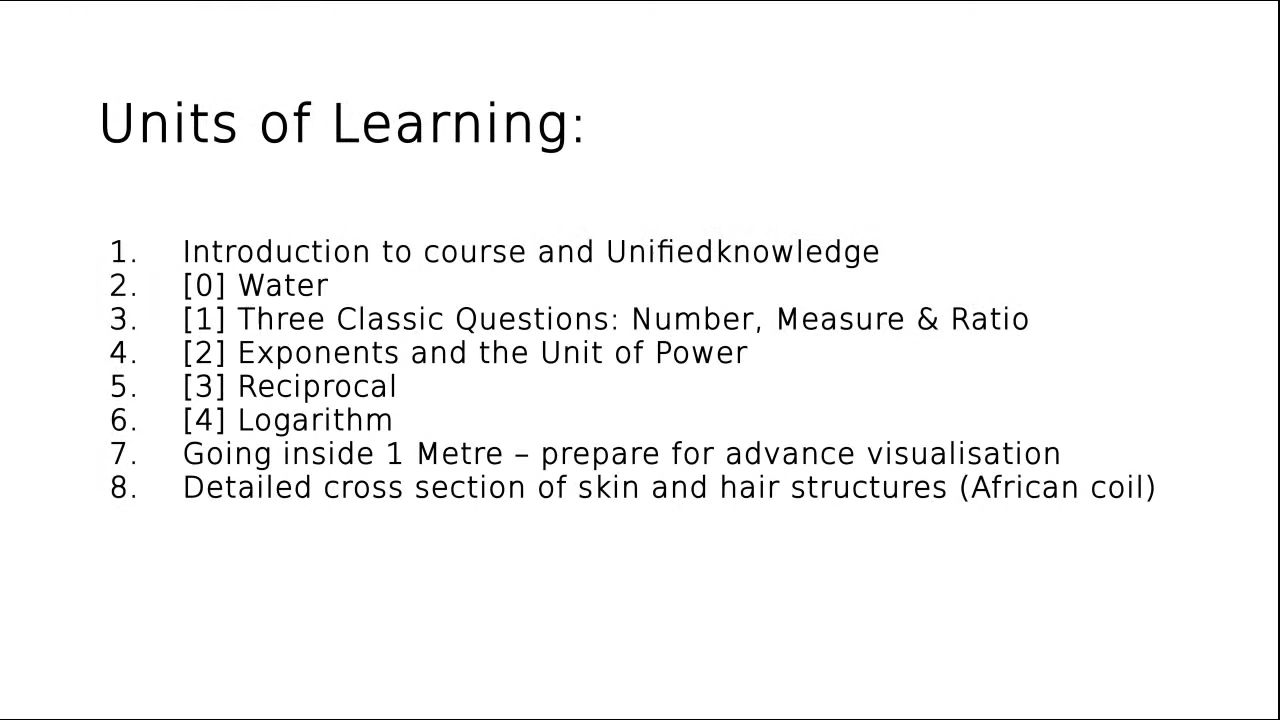 Units of Learning:
1. Introduction to course and Unifiedknowledge
2. [0] Water
3. [1] Three Classic Questions: Number, Measure & Ratio
4. [2] Exponents and the Unit of Power
5. [3] Reciprocal
6. [4] Logarithm
7. Going inside 1 Metre – prepare for advance visualisation
8. Detailed cross section of skin and hair structures (African coil)